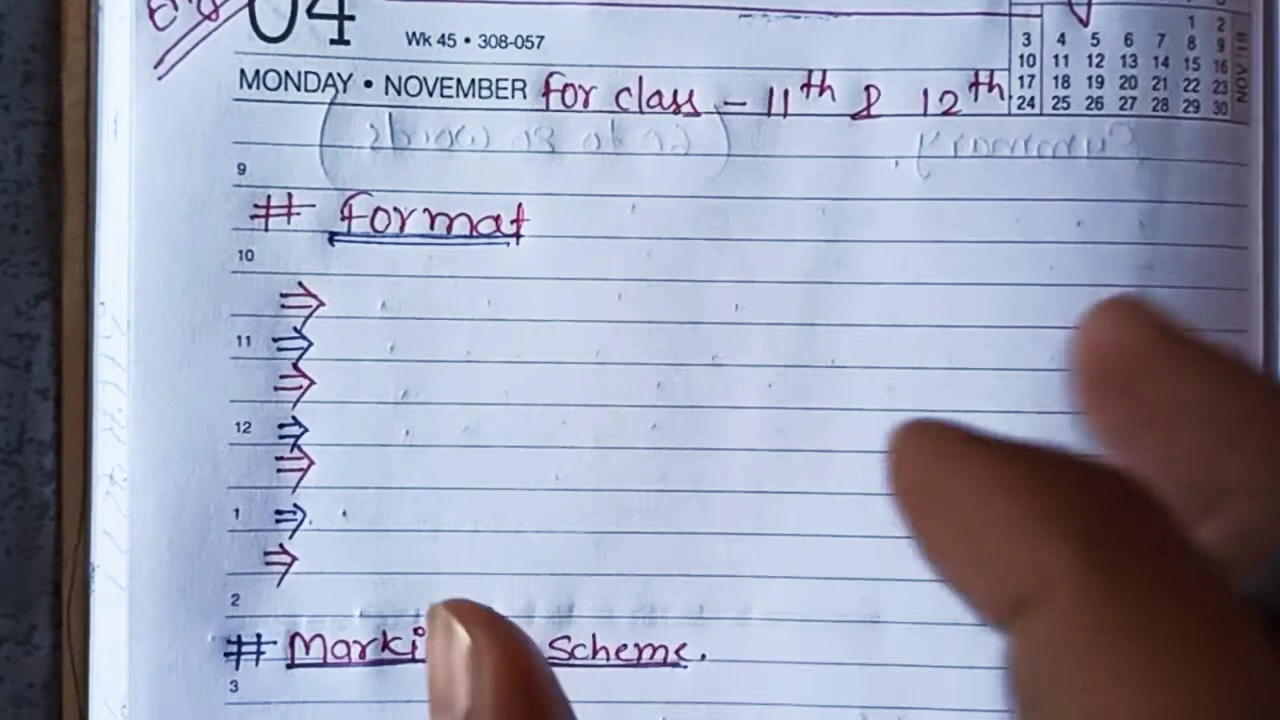 04
Wk 45 • 308-057
MONDAY • NOVEMBER for class - 11th & 12th
1 2
3 4 5 6 7 8 9
10 11 12 13 14 15 16
17 18 19 20 21 22 23
24 25 26 27 28 29 30
9
# Format
10
⇒
11 ⇒
⇒
12 ⇒
⇒
1 ⇒
⇒
2
# Scheme.
3